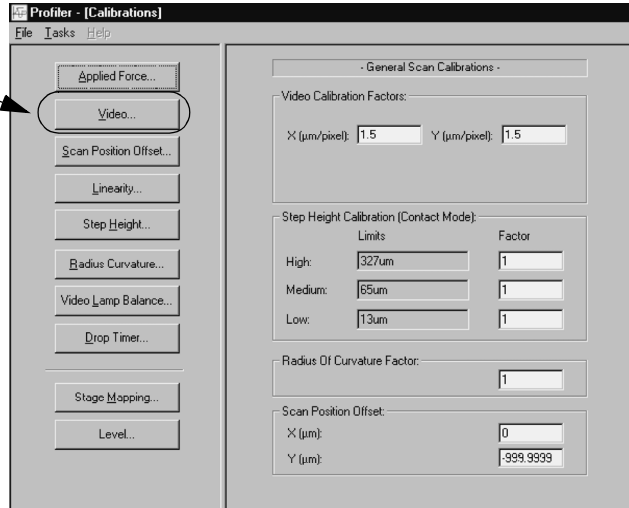 Profiler - [Calibrations]
File Tasks Help
Applied Force...
Video...
Scan Position Offset...
Linearity...
Step Height...
Radius Curvature...
Video Lamp Balance...
Drop Timer...
Stage Mapping...
Level...
- General Scan Calibrations -
Video Calibration Factors:
X (µm/pixel): 1.5 Y (µm/pixel): 1.5
Step Height Calibration (Contact Mode):
Limits Factor
High: 327um 1
Medium: 65um 1
Low: 13um 1
Radius Of Curvature Factor:
1
Scan Position Offset:
X (µm): 0
Y (µm): -999.9999